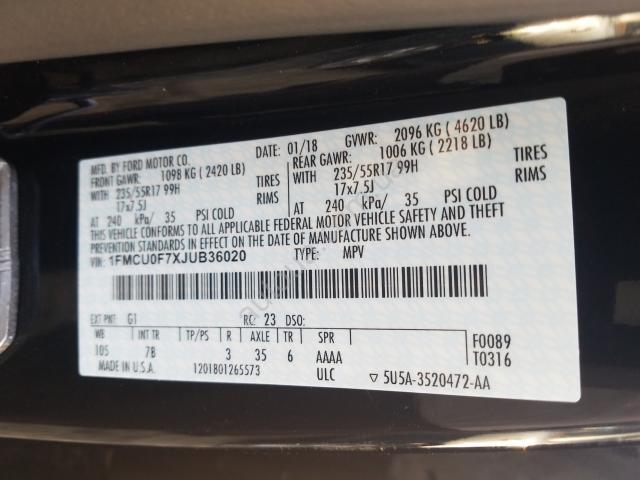 MFD. BY FORD MOTOR CO.
DATE: 01/18 GVWR: 2096 KG ( 4620 LB)
FRONT GAWR: 1098 KG ( 2420 LB)
REAR GAWR: 1006 KG ( 2218 LB)
WITH 235/55R17 99H TIRES
17x7.5J RIMS
AT 240 kPa/ 35 PSI COLD
WITH 235/55R17 99H TIRES
17x7.5J RIMS
AT 240 kPa/ 35 PSI COLD
THIS VEHICLE CONFORMS TO ALL APPLICABLE FEDERAL MOTOR VEHICLE SAFETY AND THEFT
PREVENTION STANDARDS IN EFFECT ON THE DATE OF MANUFACTURE SHOWN ABOVE.
VIN: 1FMCU0F7XJUB36020 TYPE: MPV
EXT PNT: G1 RC: 23 DSO:
WB INT TR TP/PS R AXLE TR SPR
105 7B 3 35 6 AAAA
F0089
T0316
MADE IN U.S.A. 1201801265573 ULC ▽ 5U5A-3520472-AA